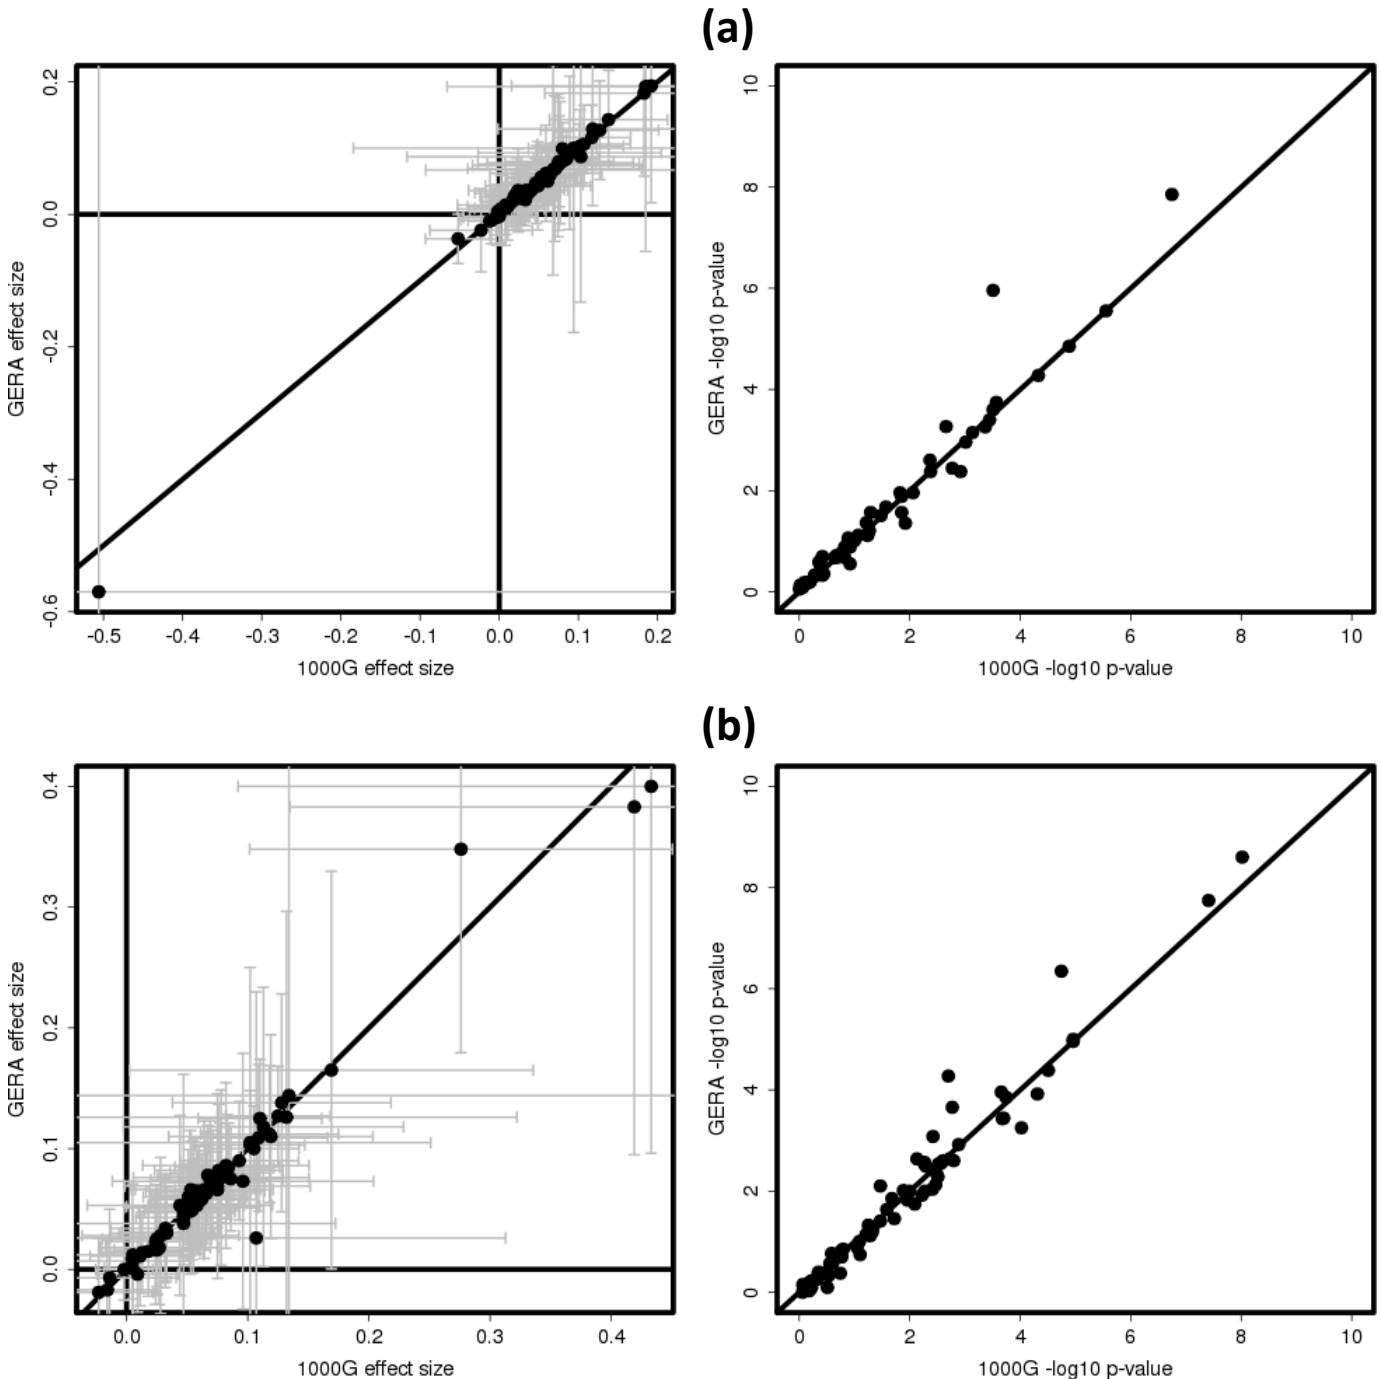 (a)
0.2
0.0
-0.2
-0.4
-0.6
GERA effect size
-0.5 -0.4 -0.3 -0.2 -0.1 0.0 0.1 0.2
1000G effect size
10
8
6
4
2
0
GERA -log10 p-value
0 2 4 6 8 10
1000G -log10 p-value
(b)
0.4
0.3
0.2
0.1
0.0
GERA effect size
0.0 0.1 0.2 0.3 0.4
1000G effect size
10
8
6
4
2
0
GERA -log10 p-value
0 2 4 6 8 10
1000G -log10 p-value